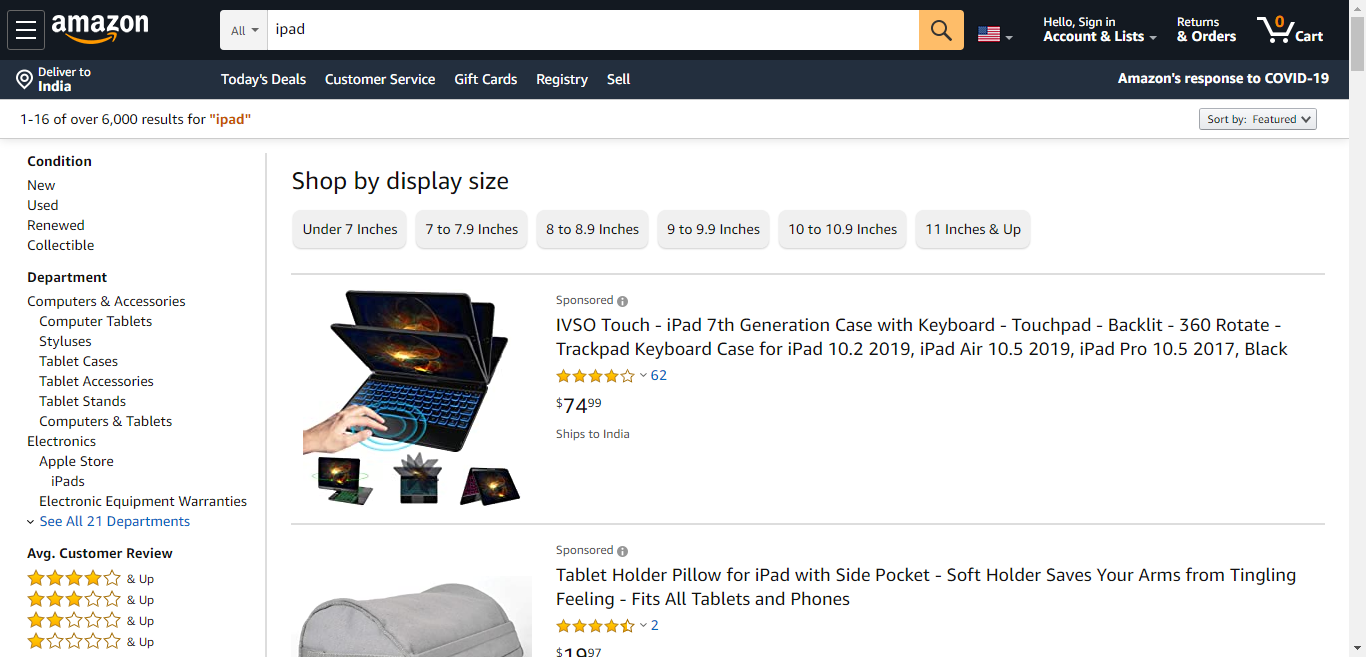 amazon
All
ipad
Hello, Sign in
Account & Lists
Returns
& Orders
0
Cart
Deliver to
India
Today's Deals
Customer Service
Gift Cards
Registry
Sell
Amazon's response to COVID-19
1-16 of over 6,000 results for "ipad"
Sort by: Featured
Condition
New
Used
Renewed
Collectible
Department
Computers & Accessories
Computer Tablets
Styluses
Tablet Cases
Tablet Accessories
Tablet Stands
Computers & Tablets
Electronics
Apple Store
iPads
Electronic Equipment Warranties
See All 21 Departments
Avg. Customer Review
& Up
& Up
& Up
& Up
Shop by display size
Under 7 Inches
7 to 7.9 Inches
8 to 8.9 Inches
9 to 9.9 Inches
10 to 10.9 Inches
11 Inches & Up
Sponsored
IVSO Touch - iPad 7th Generation Case with Keyboard - Touchpad - Backlit - 360 Rotate -
Trackpad Keyboard Case for iPad 10.2 2019, iPad Air 10.5 2019, iPad Pro 10.5 2017, Black
62
$7499
Ships to India
Sponsored
Tablet Holder Pillow for iPad with Side Pocket - Soft Holder Saves Your Arms from Tingling
Feeling - Fits All Tablets and Phones
2
$1997